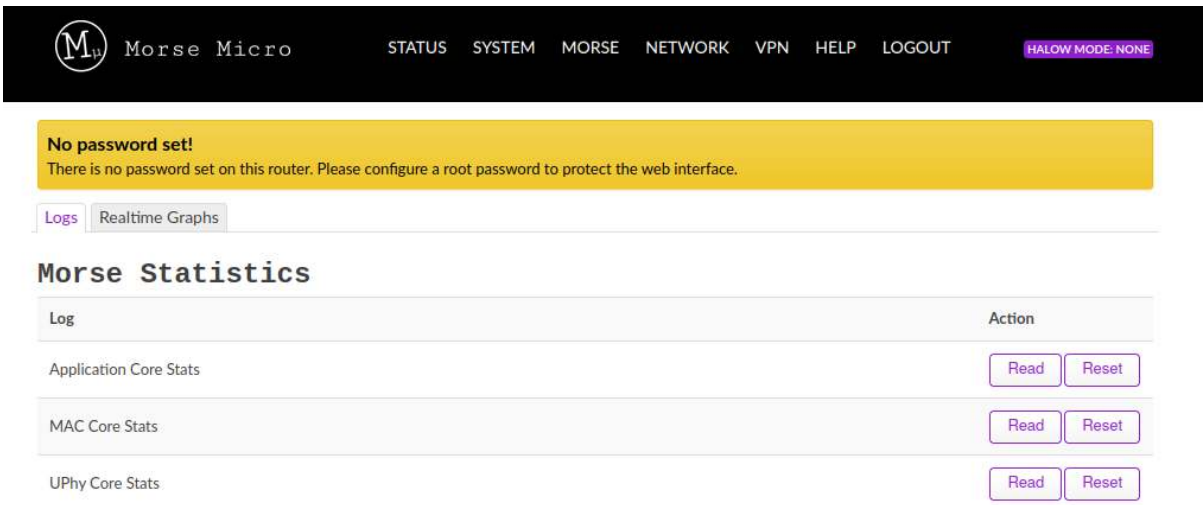 Mμ Morse Micro STATUS SYSTEM MORSE NETWORK VPN HELP LOGOUT HALOW MODE: NONE
No password set!
There is no password set on this router. Please configure a root password to protect the web interface.
Logs Realtime Graphs
Morse Statistics
Log Action
Application Core Stats Read Reset
MAC Core Stats Read Reset
UPhy Core Stats Read Reset